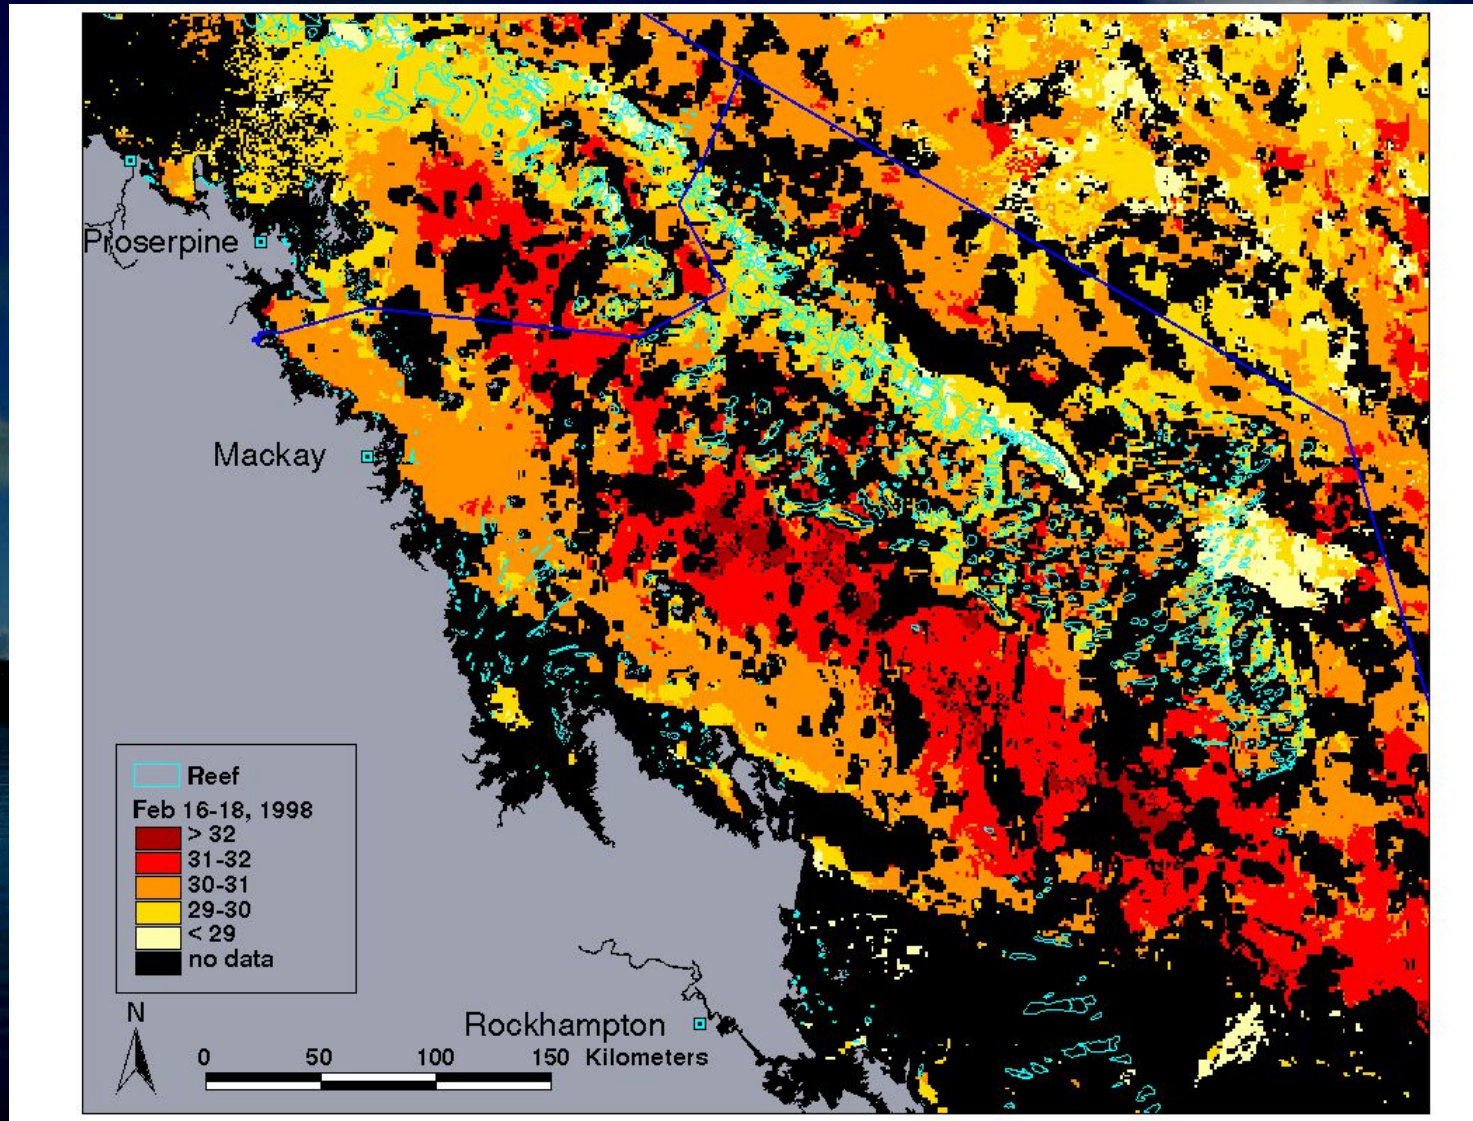 Proserpine
Mackay
Reef
Feb 16-18, 1998
> 32
31-32
30-31
29-30
< 29
no data
N
Rockhampton
0 50 100 150 Kilometers